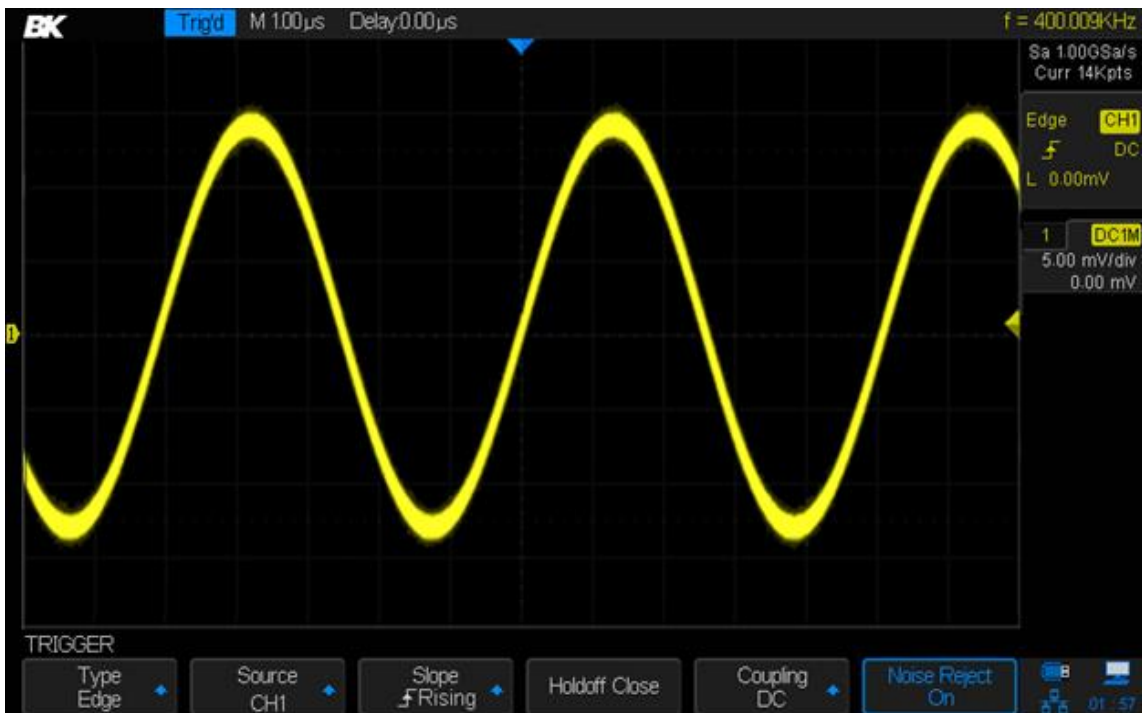 BK Trig'd M 1.00µs Delay:0.00µs f = 400.009KHz
Sa 1.00GSa/s
Curr 14Kpts
Edge CH1
DC
L 0.00mV
1 DC1M
5.00 mV/div
0.00 mV
1
TRIGGER
Type
Edge
Source
CH1
Slope
Rising
Holdoff Close
Coupling
DC
Noise Reject
On
01 : 57